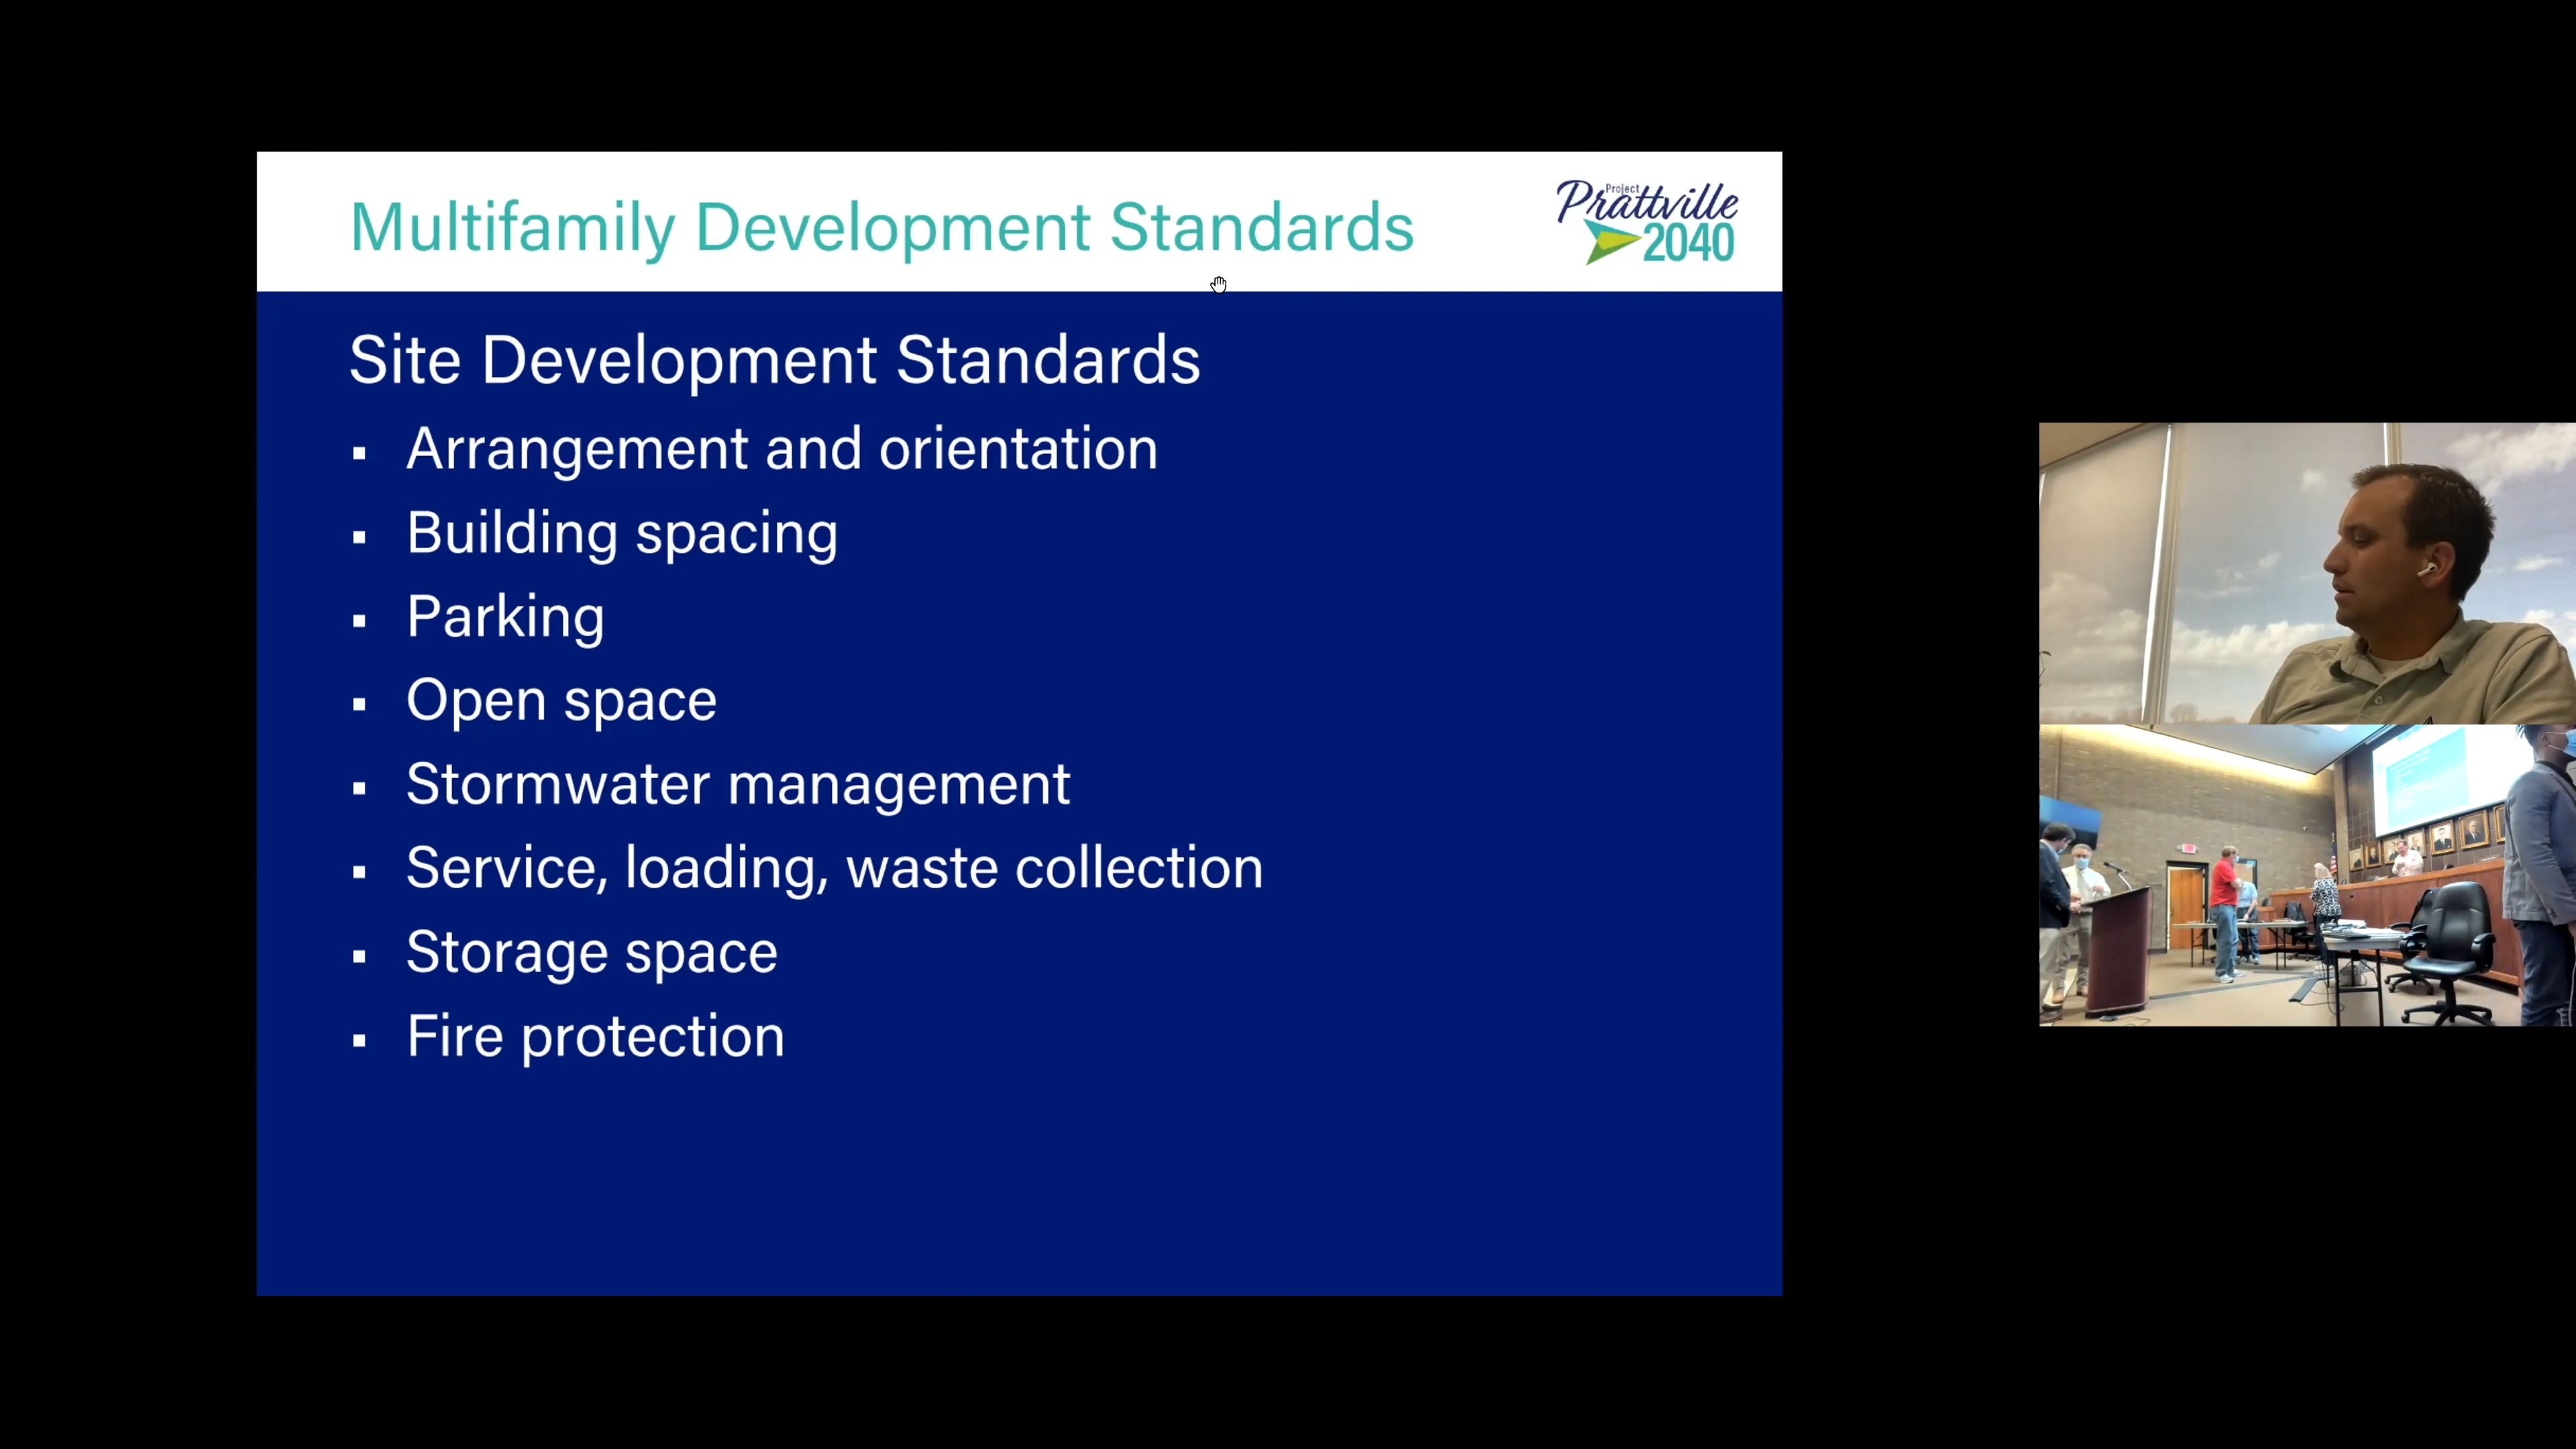 Multifamily Development Standards
Project
Prattville
2040
Site Development Standards
▪ Arrangement and orientation
▪ Building spacing
▪ Parking
▪ Open space
▪ Stormwater management
▪ Service, loading, waste collection
▪ Storage space
▪ Fire protection